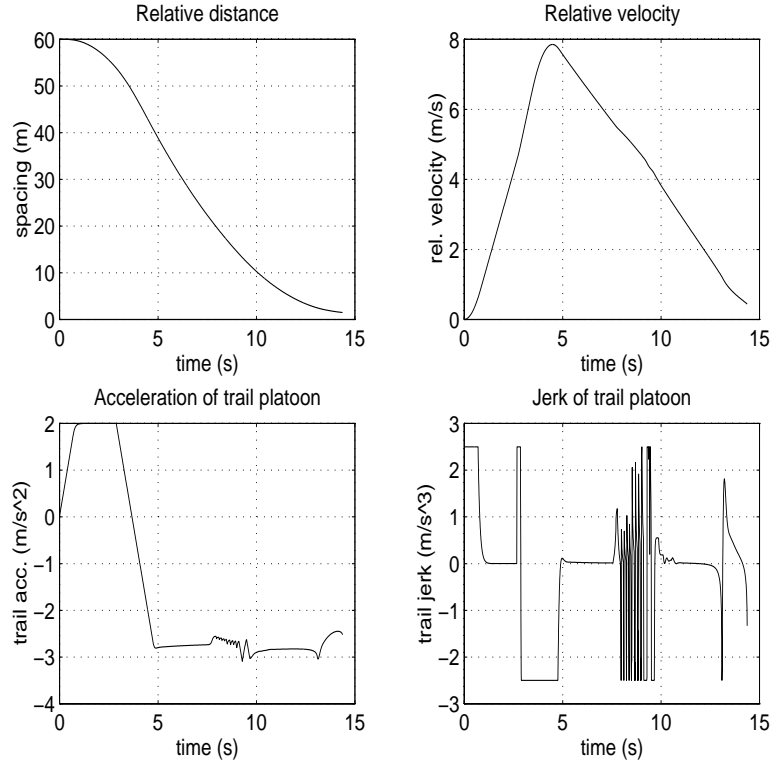 Relative distance
Relative velocity
60
50
40
30
20
10
0
spacing (m)
0 5 10 15
time (s)
8
6
4
2
0
rel. velocity (m/s)
0 5 10 15
time (s)
Acceleration of trail platoon
Jerk of trail platoon
2
1
0
−1
−2
−3
−4
trail acc. (m/s^2)
0 5 10 15
time (s)
3
2
1
0
−1
−2
−3
trail jerk (m/s^3)
0 5 10 15
time (s)